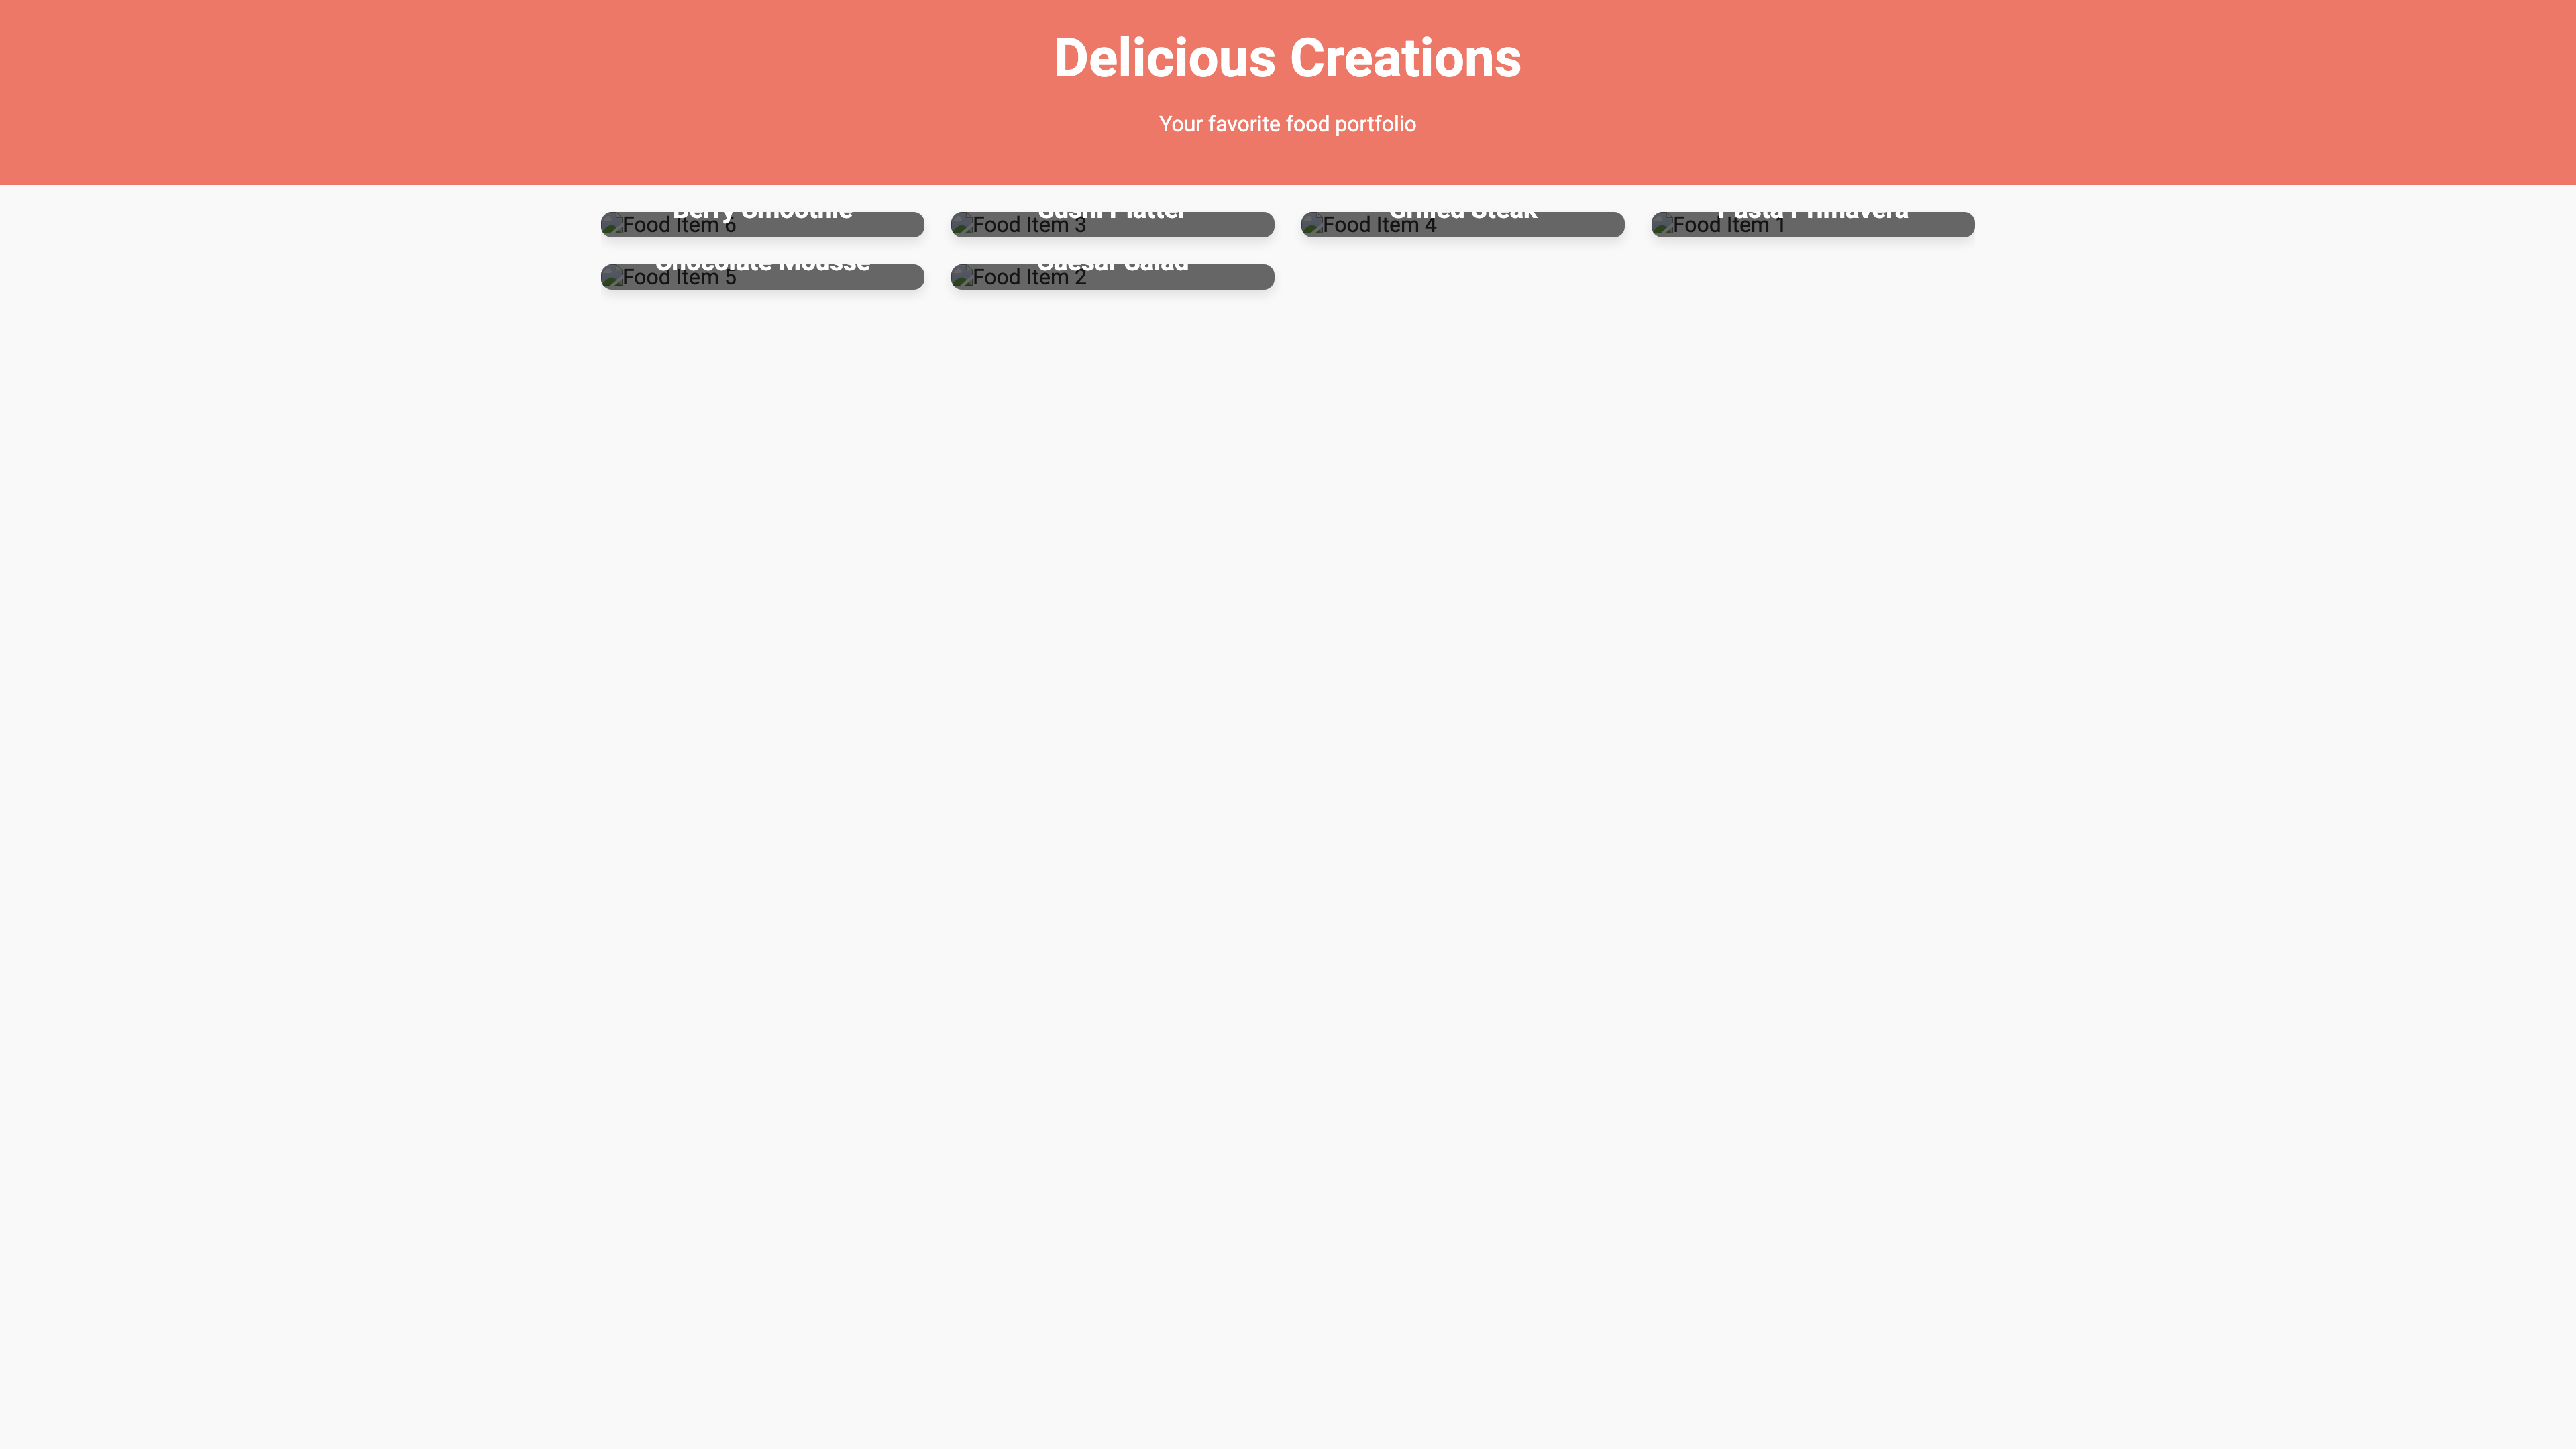 Delicious Creations
Your favorite food portfolio
Berry Smoothie
Food Item 6
Sushi Platter
Food Item 3
Grilled Steak
Food Item 4
Pasta Primavera
Food Item 1
Chocolate Mousse
Food Item 5
Caesar Salad
Food Item 2